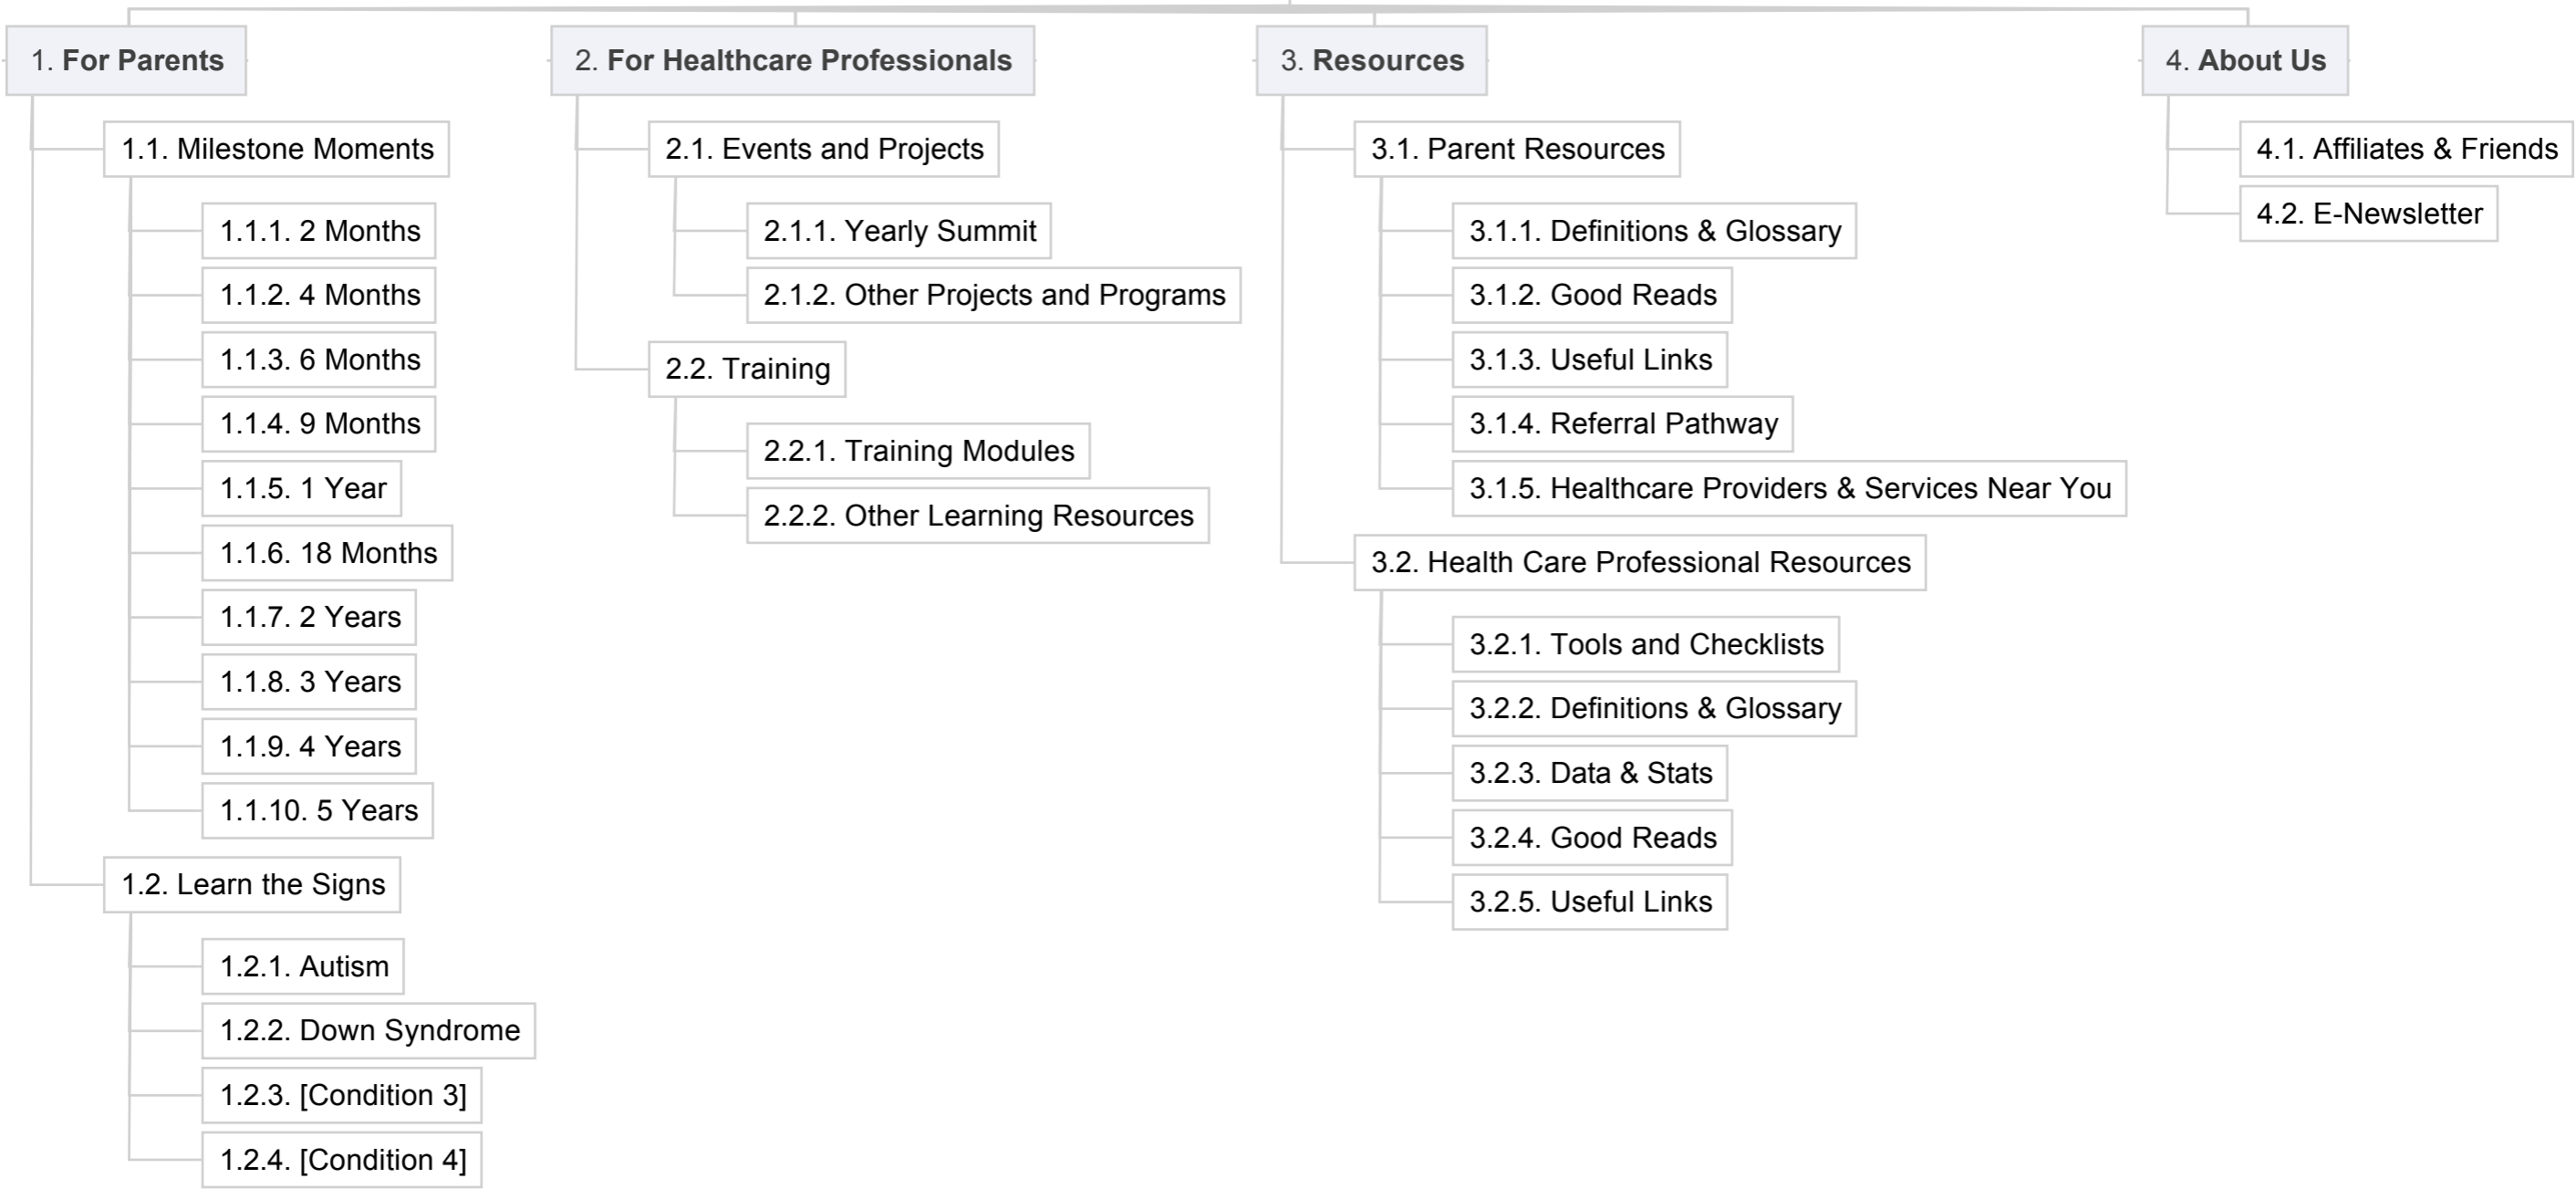 1. For Parents
1.1. Milestone Moments
1.1.1. 2 Months
1.1.2. 4 Months
1.1.3. 6 Months
1.1.4. 9 Months
1.1.5. 1 Year
1.1.6. 18 Months
1.1.7. 2 Years
1.1.8. 3 Years
1.1.9. 4 Years
1.1.10. 5 Years
1.2. Learn the Signs
1.2.1. Autism
1.2.2. Down Syndrome
1.2.3. [Condition 3]
1.2.4. [Condition 4]
2. For Healthcare Professionals
2.1. Events and Projects
2.1.1. Yearly Summit
2.1.2. Other Projects and Programs
2.2. Training
2.2.1. Training Modules
2.2.2. Other Learning Resources
3. Resources
3.1. Parent Resources
3.1.1. Definitions & Glossary
3.1.2. Good Reads
3.1.3. Useful Links
3.1.4. Referral Pathway
3.1.5. Healthcare Providers & Services Near You
3.2. Health Care Professional Resources
3.2.1. Tools and Checklists
3.2.2. Definitions & Glossary
3.2.3. Data & Stats
3.2.4. Good Reads
3.2.5. Useful Links
4. About Us
4.1. Affiliates & Friends
4.2. E-Newsletter